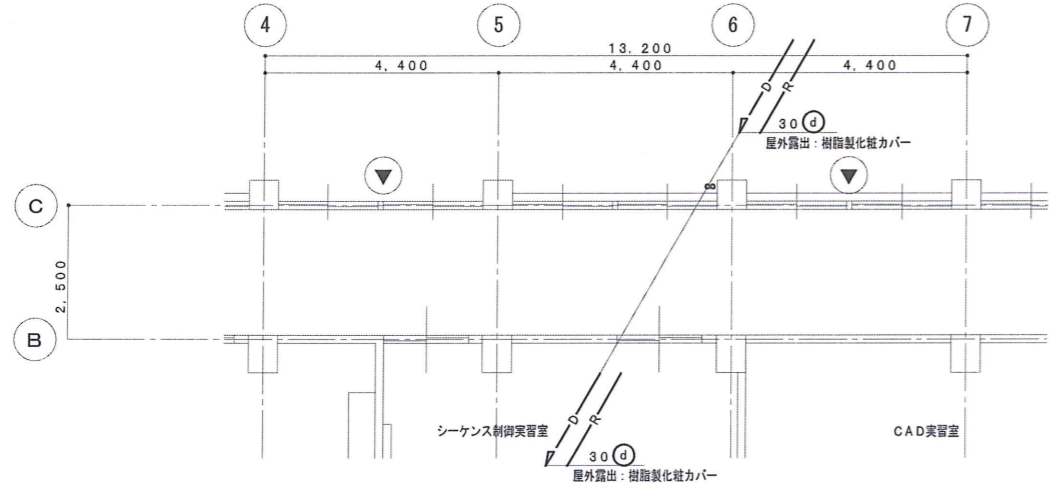 4 5 6 7
13,200
4,400 4,400 4,400
D R
30 d
屋外露出：樹脂製化粧カバー
C
2,500
B
シーケンス制御実習室
D R
CAD実習室
30 d
屋外露出：樹脂製化粧カバー